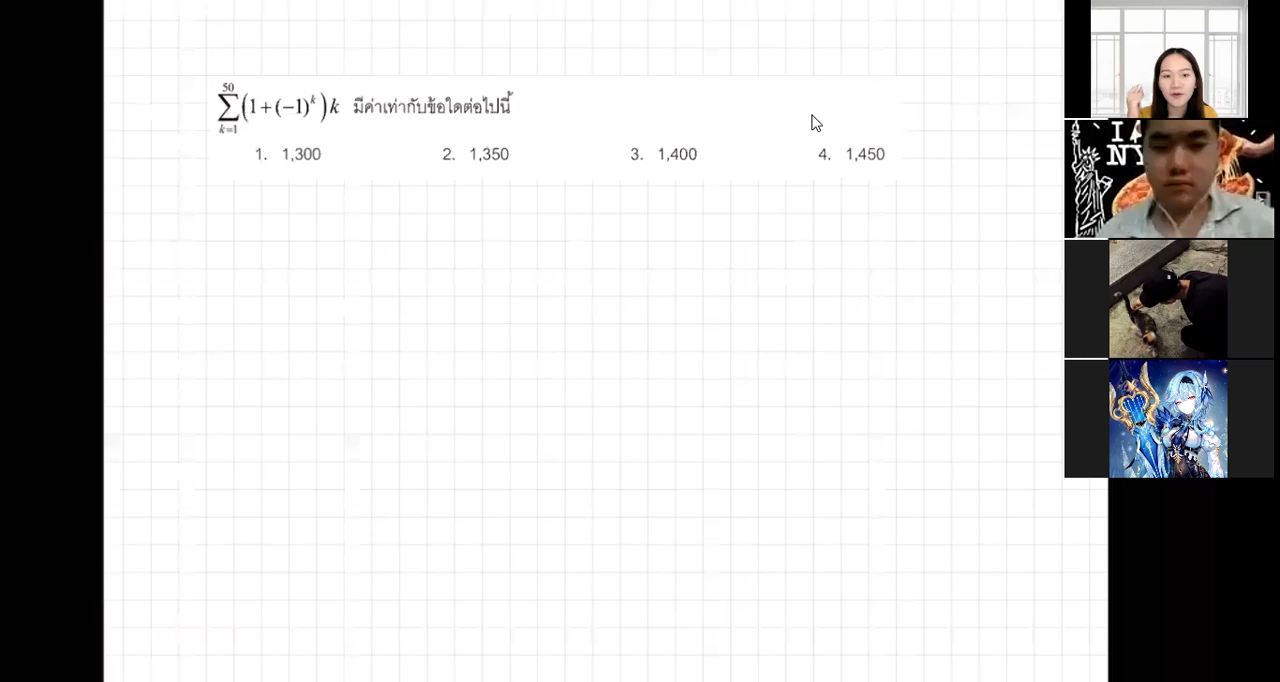 50
∑ (1+(−1)^k)k มีค่าเท่ากับข้อใดต่อไปนี้
k=1
1. 1,300 2. 1,350 3. 1,400 4. 1,450
I
NY